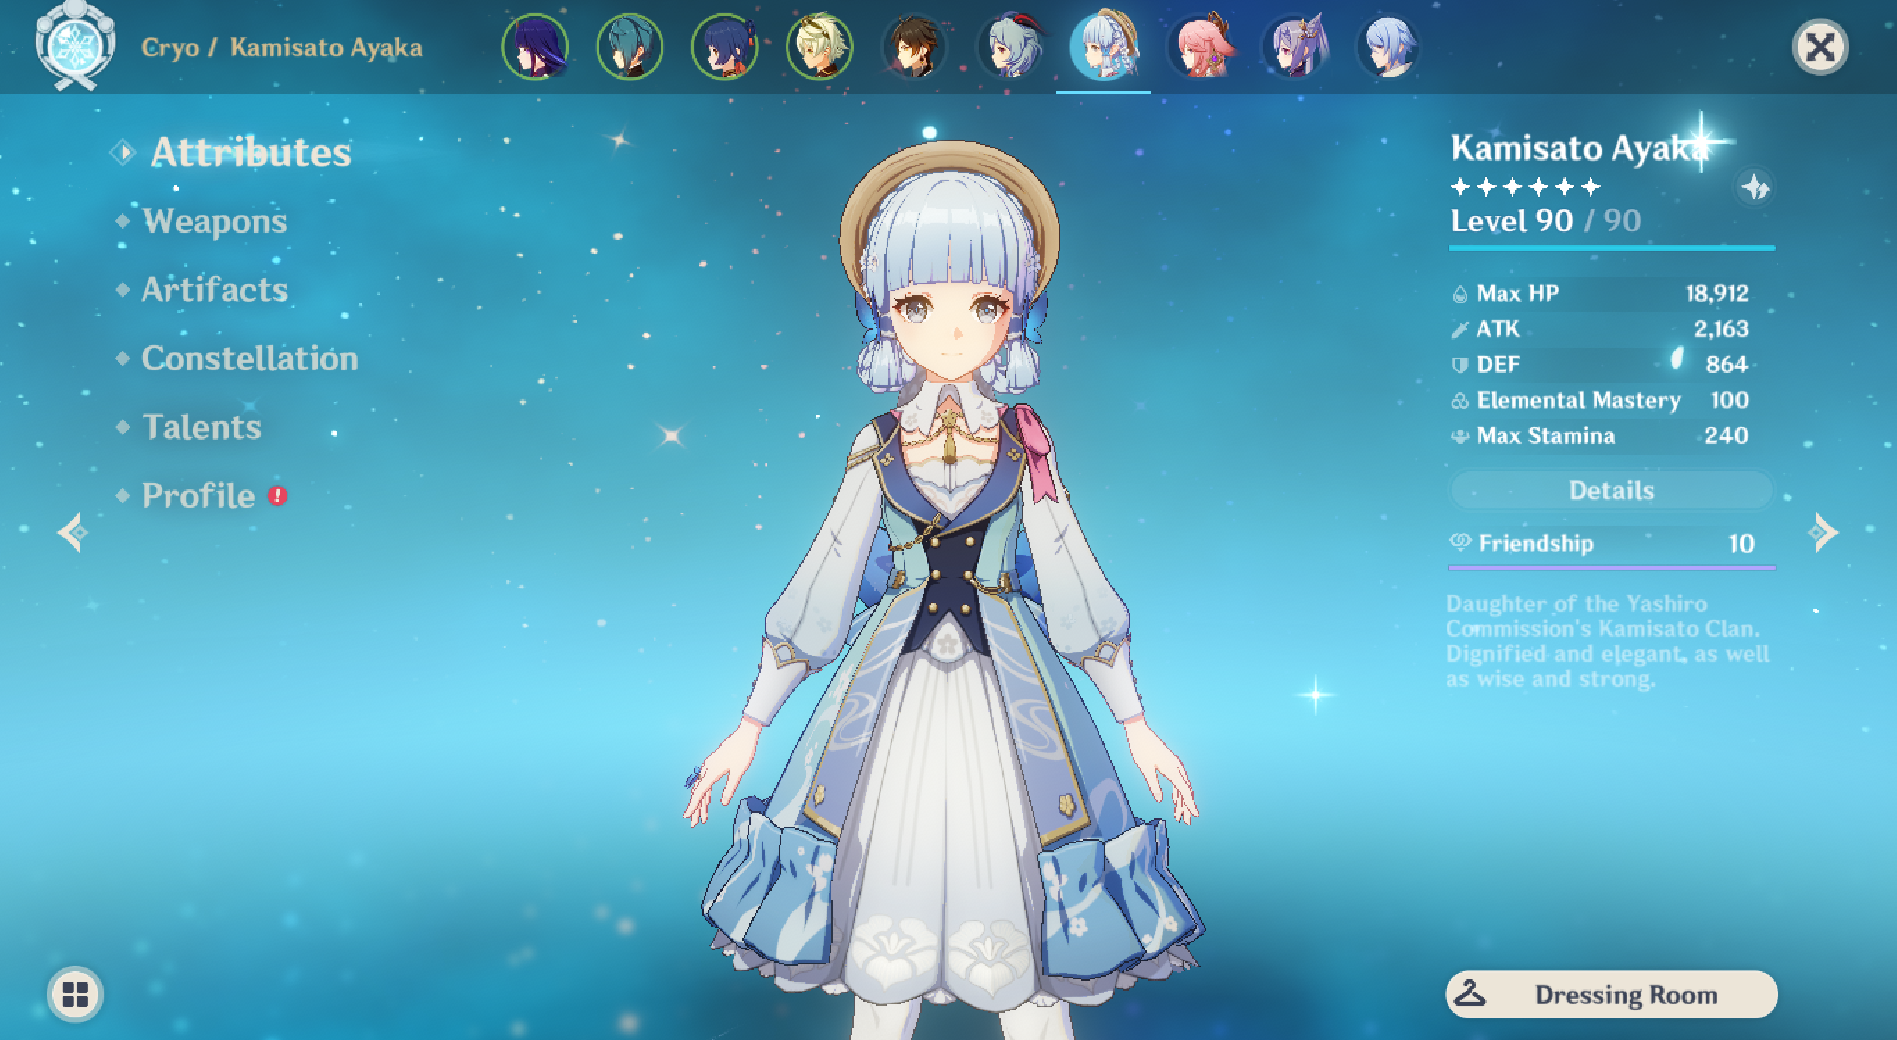 Cryo / Kamisato Ayaka
Attributes
Weapons
Artifacts
Constellation
Talents
Profile !
Kamisato Ayaka
Level 90 / 90
Max HP 18,912
ATK 2,163
DEF 864
Elemental Mastery 100
Max Stamina 240
Details
Friendship 10
Daughter of the Yashiro
Commission's Kamisato Clan.
Dignified and elegant, as well
as wise and strong.
Dressing Room